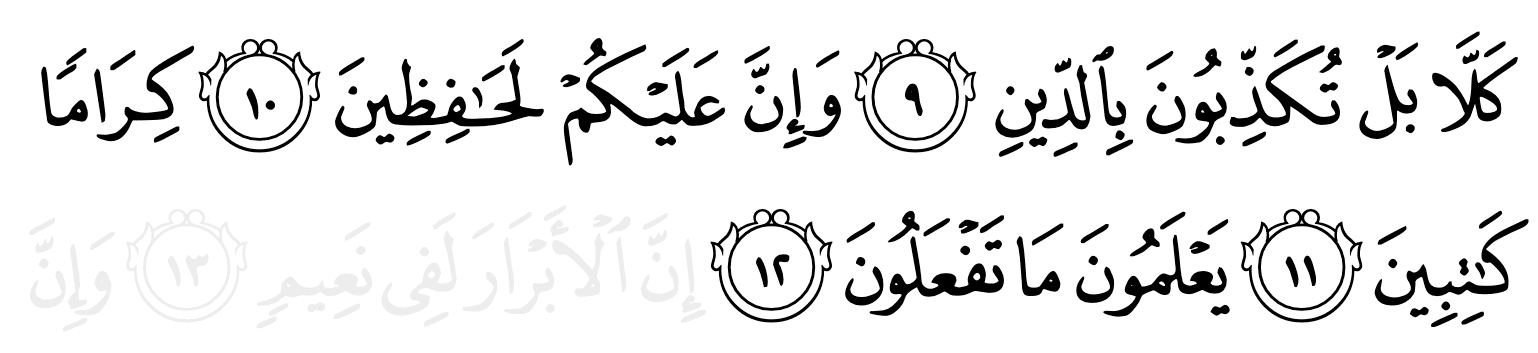 كَلَّا بَلْ تُكَذِّبُونَ بِٱلدِّينِ ٩ وَإِنَّ عَلَيْكُمْ لَحَـٰفِظِينَ ١٠ كِرَامًا
كَـٰتِبِينَ ١١ يَعْلَمُونَ مَا تَفْعَلُونَ ١٢ إِنَّ ٱلْأَبْرَارَ لَفِى نَعِيمٍ ١٣ وَإِنَّ